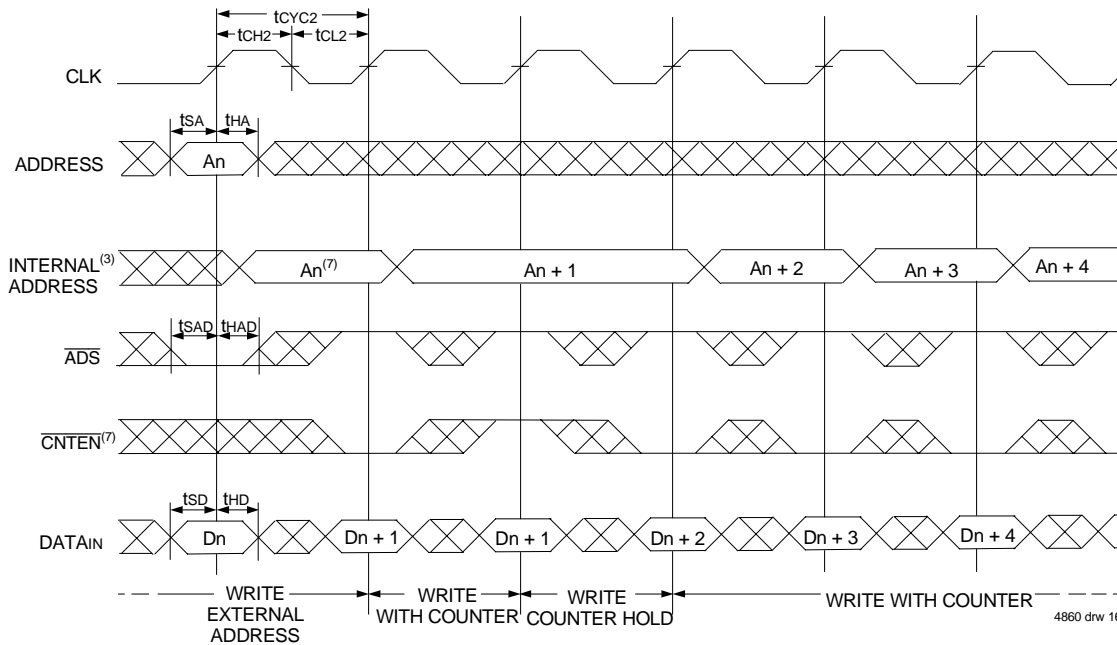 tCYC2
tCH2 tCL2
CLK
tSA tHA
ADDRESS An
INTERNAL(3)
ADDRESS
An(7) An + 1 An + 2 An + 3 An + 4
tSAD tHAD
ADS
CNTEN(7)
tSD tHD
DATAIN Dn Dn + 1 Dn + 1 Dn + 2 Dn + 3 Dn + 4
WRITE
EXTERNAL
ADDRESS
WRITE
WITH COUNTER
WRITE
COUNTER HOLD
WRITE WITH COUNTER
4860 drw 16